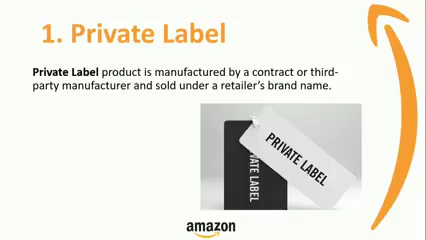 1. Private Label
Private Label product is manufactured by a contract or third-
party manufacturer and sold under a retailer's brand name.
PRIVATE LABEL
PRIVATE LABEL
amazon